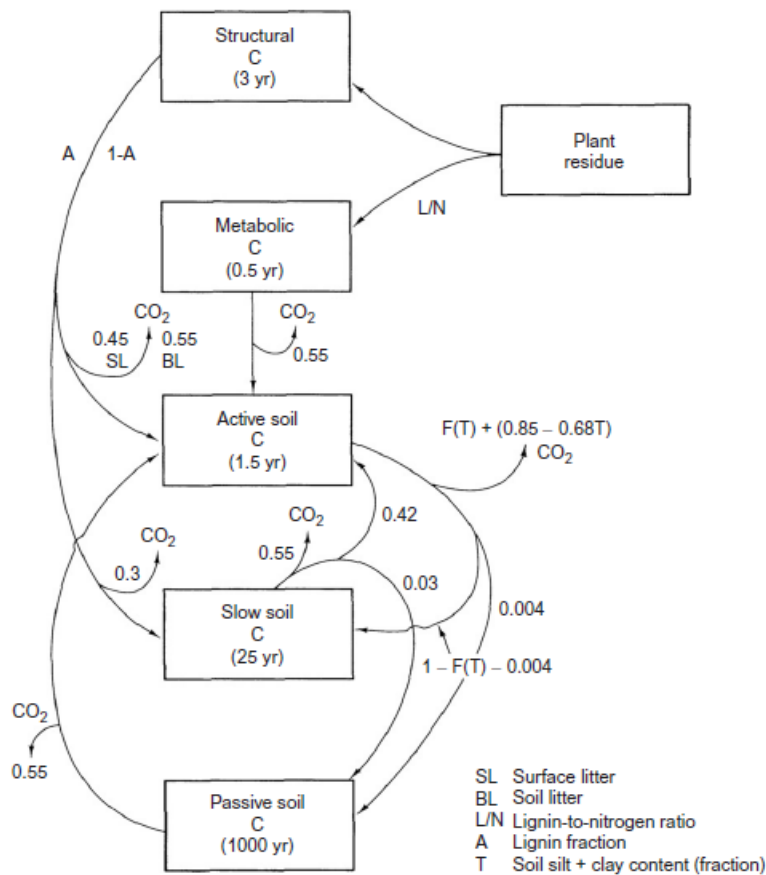 Structural
C
(3 yr)
Plant
residue
A
1-A
L/N
Metabolic
C
(0.5 yr)
CO2
0.45
0.55
SL
BL
CO2
0.55
Active soil
C
(1.5 yr)
F(T) + (0.85 – 0.68T)
CO2
CO2
0.3
CO2
0.55
0.42
0.03
0.004
Slow soil
C
(25 yr)
1 – F(T) – 0.004
CO2
0.55
Passive soil
C
(1000 yr)
SL Surface litter
BL Soil litter
L/N Lignin-to-nitrogen ratio
A Lignin fraction
T Soil silt + clay content (fraction)